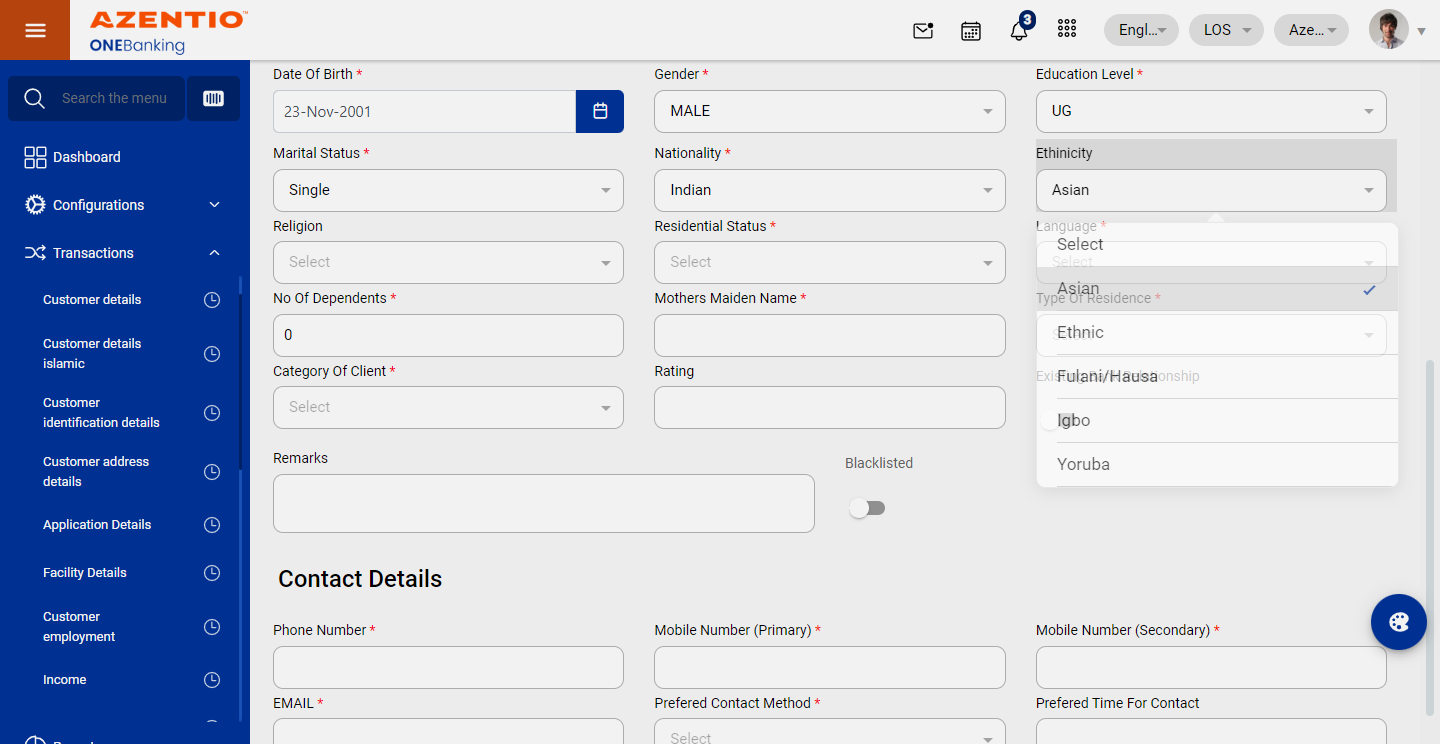 AZENTIO™
ONEBanking
3
Engl...
LOS
Aze...
Search the menu
Dashboard
Configurations
Transactions
Customer details
Customer details
islamic
Customer
identification details
Customer address
details
Application Details
Facility Details
Customer
employment
Income
Date Of Birth *
Gender *
Education Level *
23-Nov-2001
MALE
UG
Marital Status *
Nationality *
Ethinicity
Single
Indian
Asian
Religion
Residential Status *
Language *
Select
Select
Select
Select
Asian
Ethnic
Fulani/Hausa
Igbo
Yoruba
No Of Dependents *
Mothers Maiden Name *
Type Of Residence *
0
Category Of Client *
Rating
Select
Remarks
Blacklisted
Contact Details
Phone Number *
Mobile Number (Primary) *
Mobile Number (Secondary) *
EMAIL *
Prefered Contact Method *
Prefered Time For Contact
Select